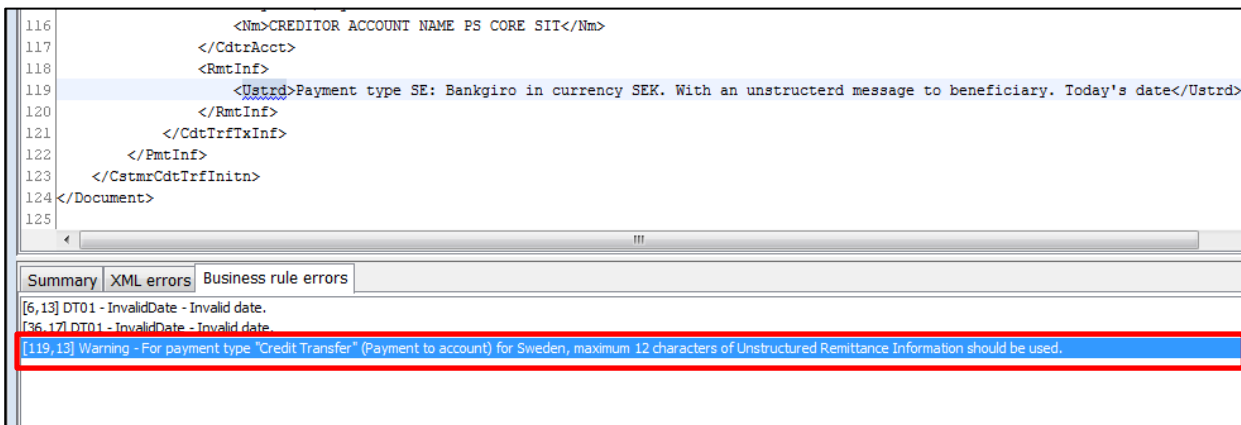 116 <Nm>CREDITOR ACCOUNT NAME PS CORE SIT</Nm>
117 </CdtrAcct>
118 <RmtInf>
119 <Ustrd>Payment type SE: Bankgiro in currency SEK. With an unstructerd message to beneficiary. Today's date</Ustrd>
120 </RmtInf>
121 </CdtTrfTxInf>
122 </PmtInf>
123 </CstmrCdtTrfInitn>
124 </Document>
125
Summary XML errors Business rule errors
[6,13] DT01 - InvalidDate - Invalid date.
[36,17] DT01 - InvalidDate - Invalid date.
[119,13] Warning - For payment type "Credit Transfer" (Payment to account) for Sweden, maximum 12 characters of Unstructured Remittance Information should be used.